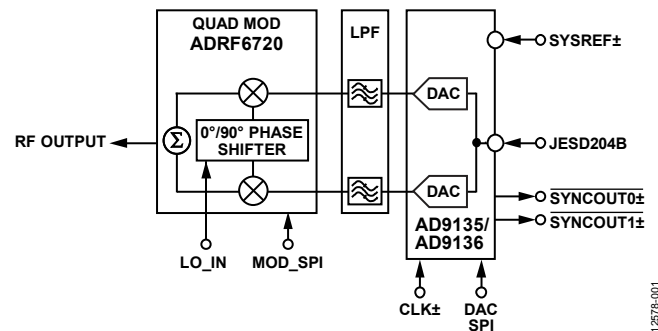 QUAD MOD
ADRF6720
LPF
SYSREF±
DAC
RF OUTPUT
Σ
0°/90° PHASE
SHIFTER
JESD204B
DAC
SYNCOUT0±
SYNCOUT1±
AD9135/
AD9136
LO_IN
MOD_SPI
CLK±
DAC
SPI
12578-001